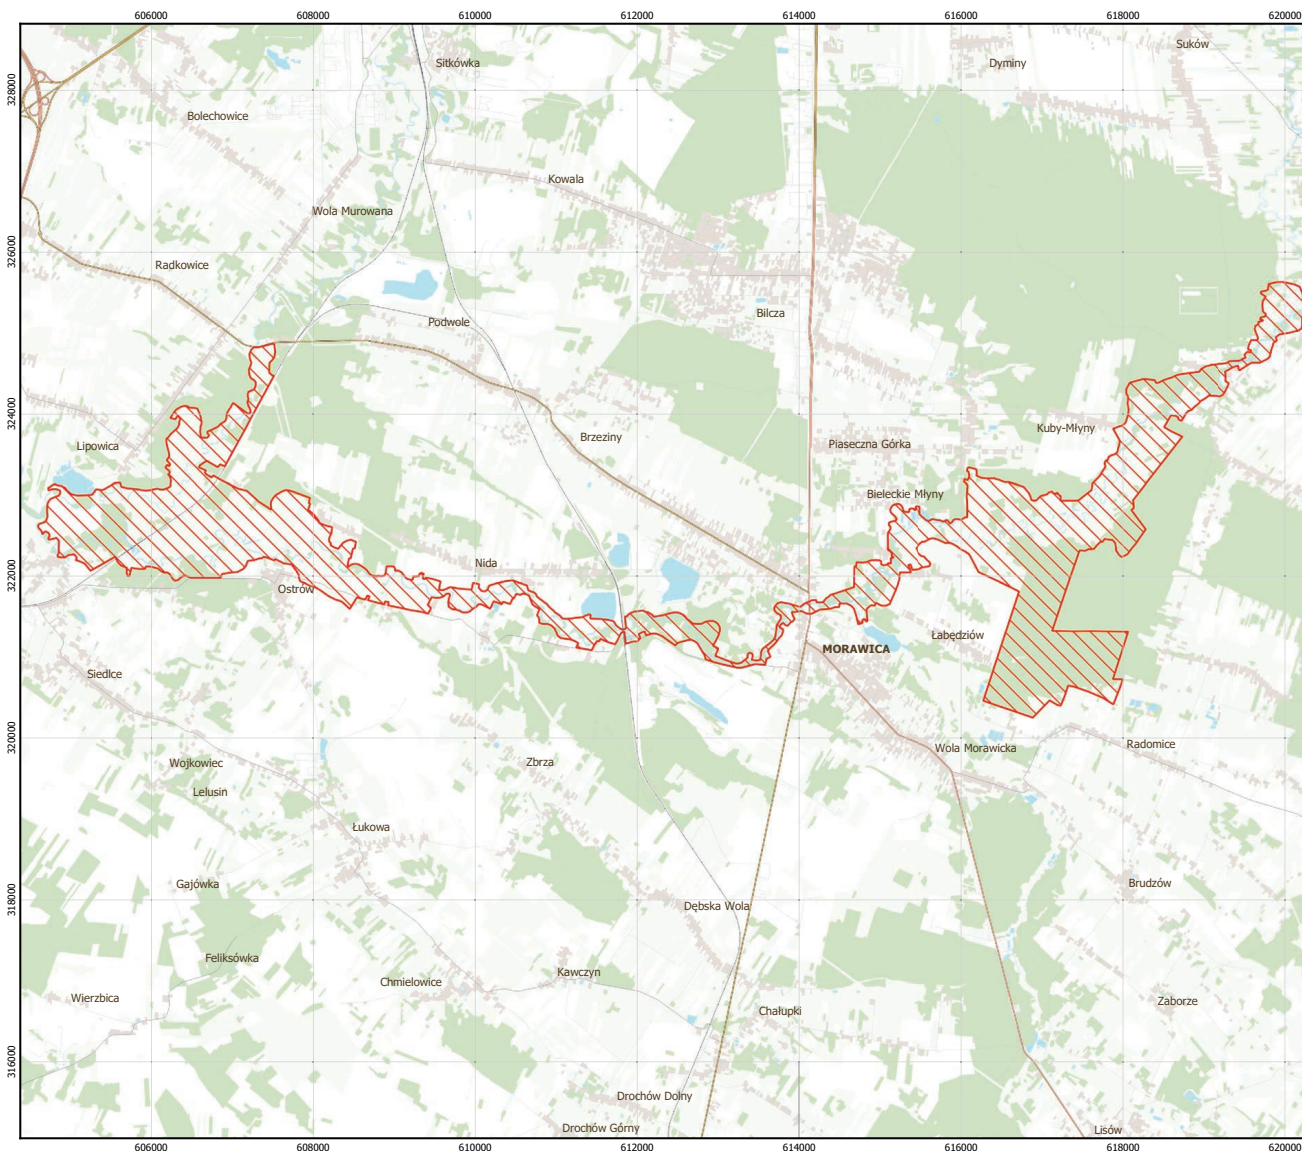 606000 608000 610000 612000 614000 616000 618000 620000
Suków
Sitkówka
Dyminy
328000
Bolechowice
Kowala
Wola Murowana
326000
Radkowice
Bilcza
Podwole
324000
Kuby-Młyny
Brzeziny
Piaseczna Górka
Lipowica
Bieleckie Młyny
Nida
322000
Ostrów
Łabędziów
MORAWICA
Siedlce
320000
Radomice
Wola Morawicka
Wojkowiec
Zbrza
Lelusin
Łukowa
Gajówka
Brudzów
318000
Dębska Wola
Feliksówka
Kawczyn
Chmielowice
Wierzbica
Zaborze
Chałupki
316000
Drochów Dolny
Drochów Górny
Lisów
606000 608000 610000 612000 614000 616000 618000 620000